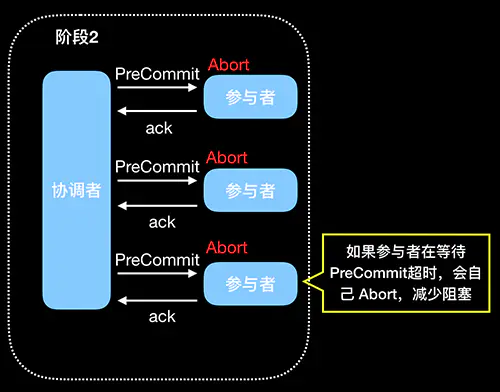 阶段2
PreCommit
Abort
参与者
ack
协调者
PreCommit
Abort
参与者
ack
PreCommit
Abort
参与者
ack
如果参与者在等待
PreCommit超时，会自
己 Abort，减少阻塞